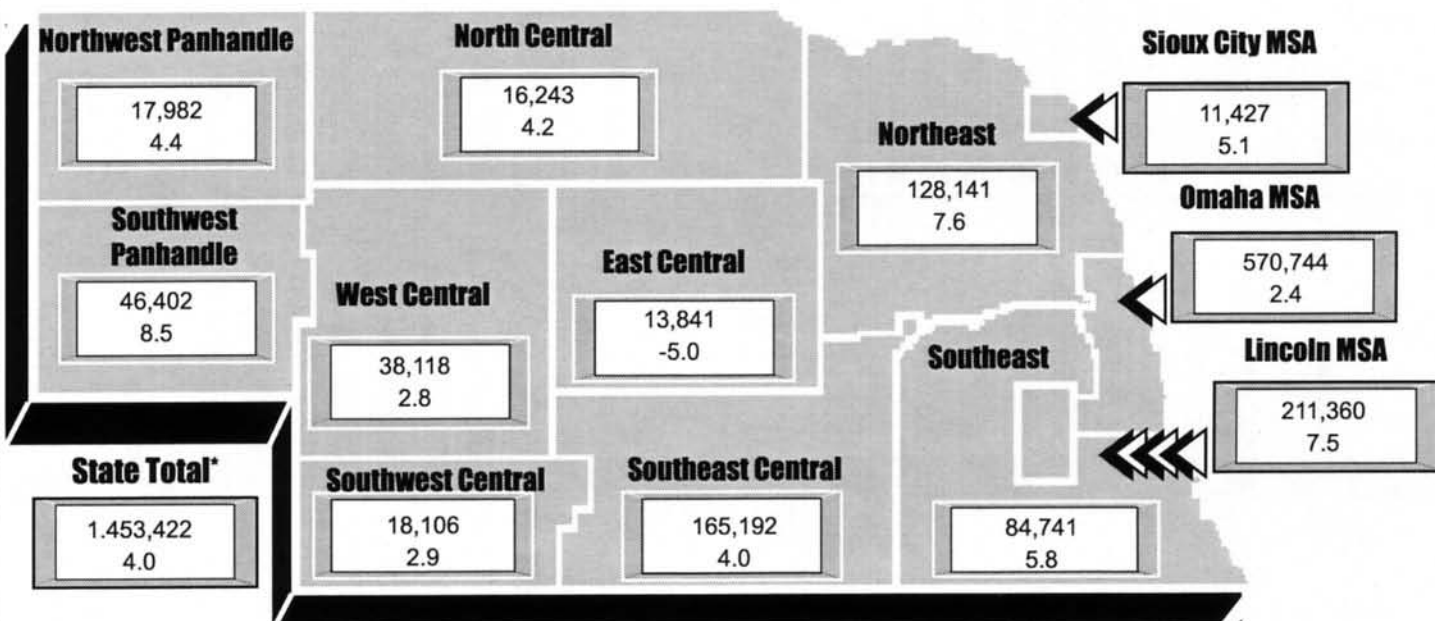 Northwest Panhandle
17,982
4.4
North Central
16,243
4.2
Sioux City MSA
11,427
5.1
Northeast
128,141
7.6
Omaha MSA
570,744
2.4
Southwest
Panhandle
46,402
8.5
West Central
38,118
2.8
East Central
13,841
-5.0
Southeast
84,741
5.8
Lincoln MSA
211,360
7.5
State Total*
1.453,422
4.0
Southwest Central
18,106
2.9
Southeast Central
165,192
4.0